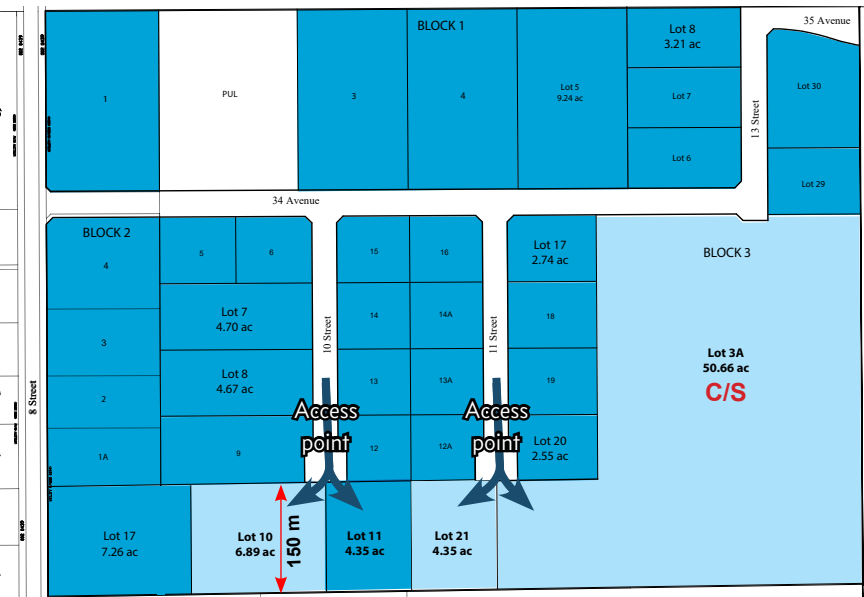 35 Avenue
BLOCK 1
Lot 8
3.21 ac
1
PUL
3
4
Lot 5
9.24 ac
Lot 7
Lot 6
13 Street
Lot 30
Lot 29
34 Avenue
BLOCK 2
4
5
6
15
16
Lot 17
2.74 ac
BLOCK 3
Lot 7
4.70 ac
10 Street
14
14A
11 Street
18
3
Lot 8
4.67 ac
13
13A
19
Lot 3A
50.66 ac
C/S
8 Street
2
Access
point
Access
point
1A
9
12
12A
Lot 20
2.55 ac
Lot 17
7.26 ac
Lot 10
6.89 ac
150 m
Lot 11
4.35 ac
Lot 21
4.35 ac